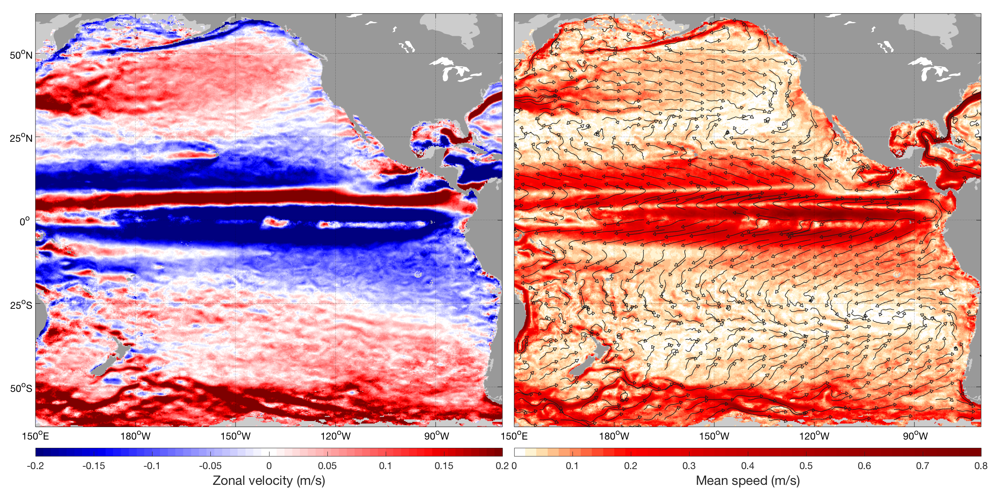 50°N
25°N
0°
25°S
50°S
150°E 180°W 150°W 120°W 90°W
150°E 180°W 150°W 120°W 90°W
-0.2 -0.15 -0.1 -0.05 0 0.05 0.1 0.15 0.2
0 0.1 0.2 0.3 0.4 0.5 0.6 0.7 0.8
Zonal velocity (m/s)
Mean speed (m/s)